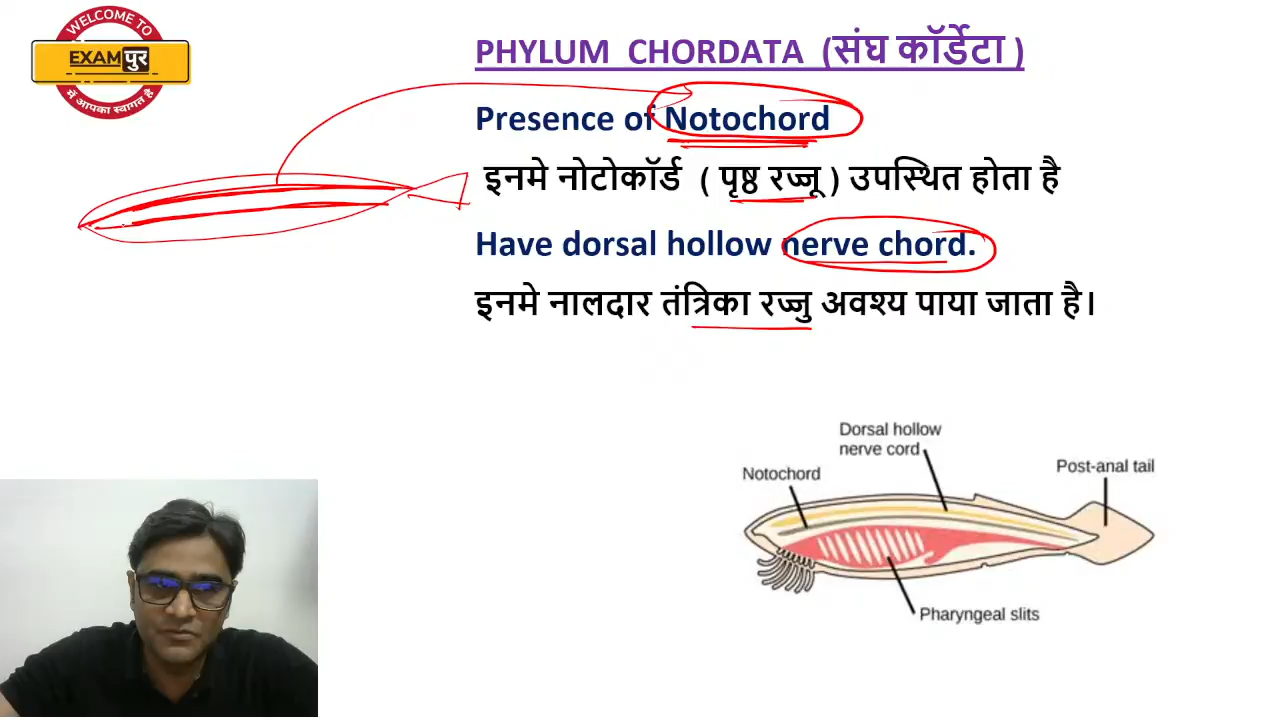 WELCOME TO
EXAMपुर
में आपका स्वागत है
PHYLUM CHORDATA (संघ कॉर्डेटा )
Presence of Notochord
इनमे नोटोकॉर्ड ( पृष्ठ रज्जू ) उपस्थित होता है
Have dorsal hollow nerve chord.
इनमे नालदार तंत्रिका रज्जु अवश्य पाया जाता है।
Dorsal hollow
nerve cord
Notochord
Post-anal tail
Pharyngeal slits